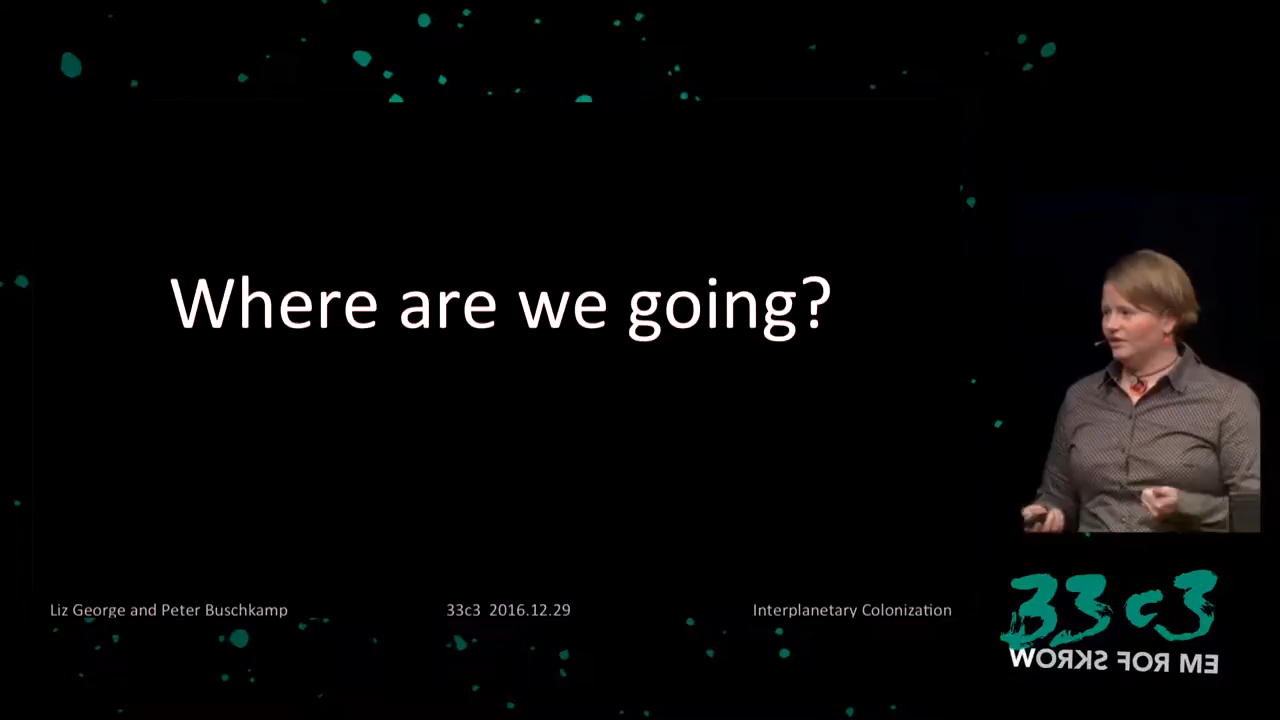 Where are we going?
Liz George and Peter Buschkamp
33c3 2016.12.29
Interplanetary Colonization
33c3
WORKS FOR ME